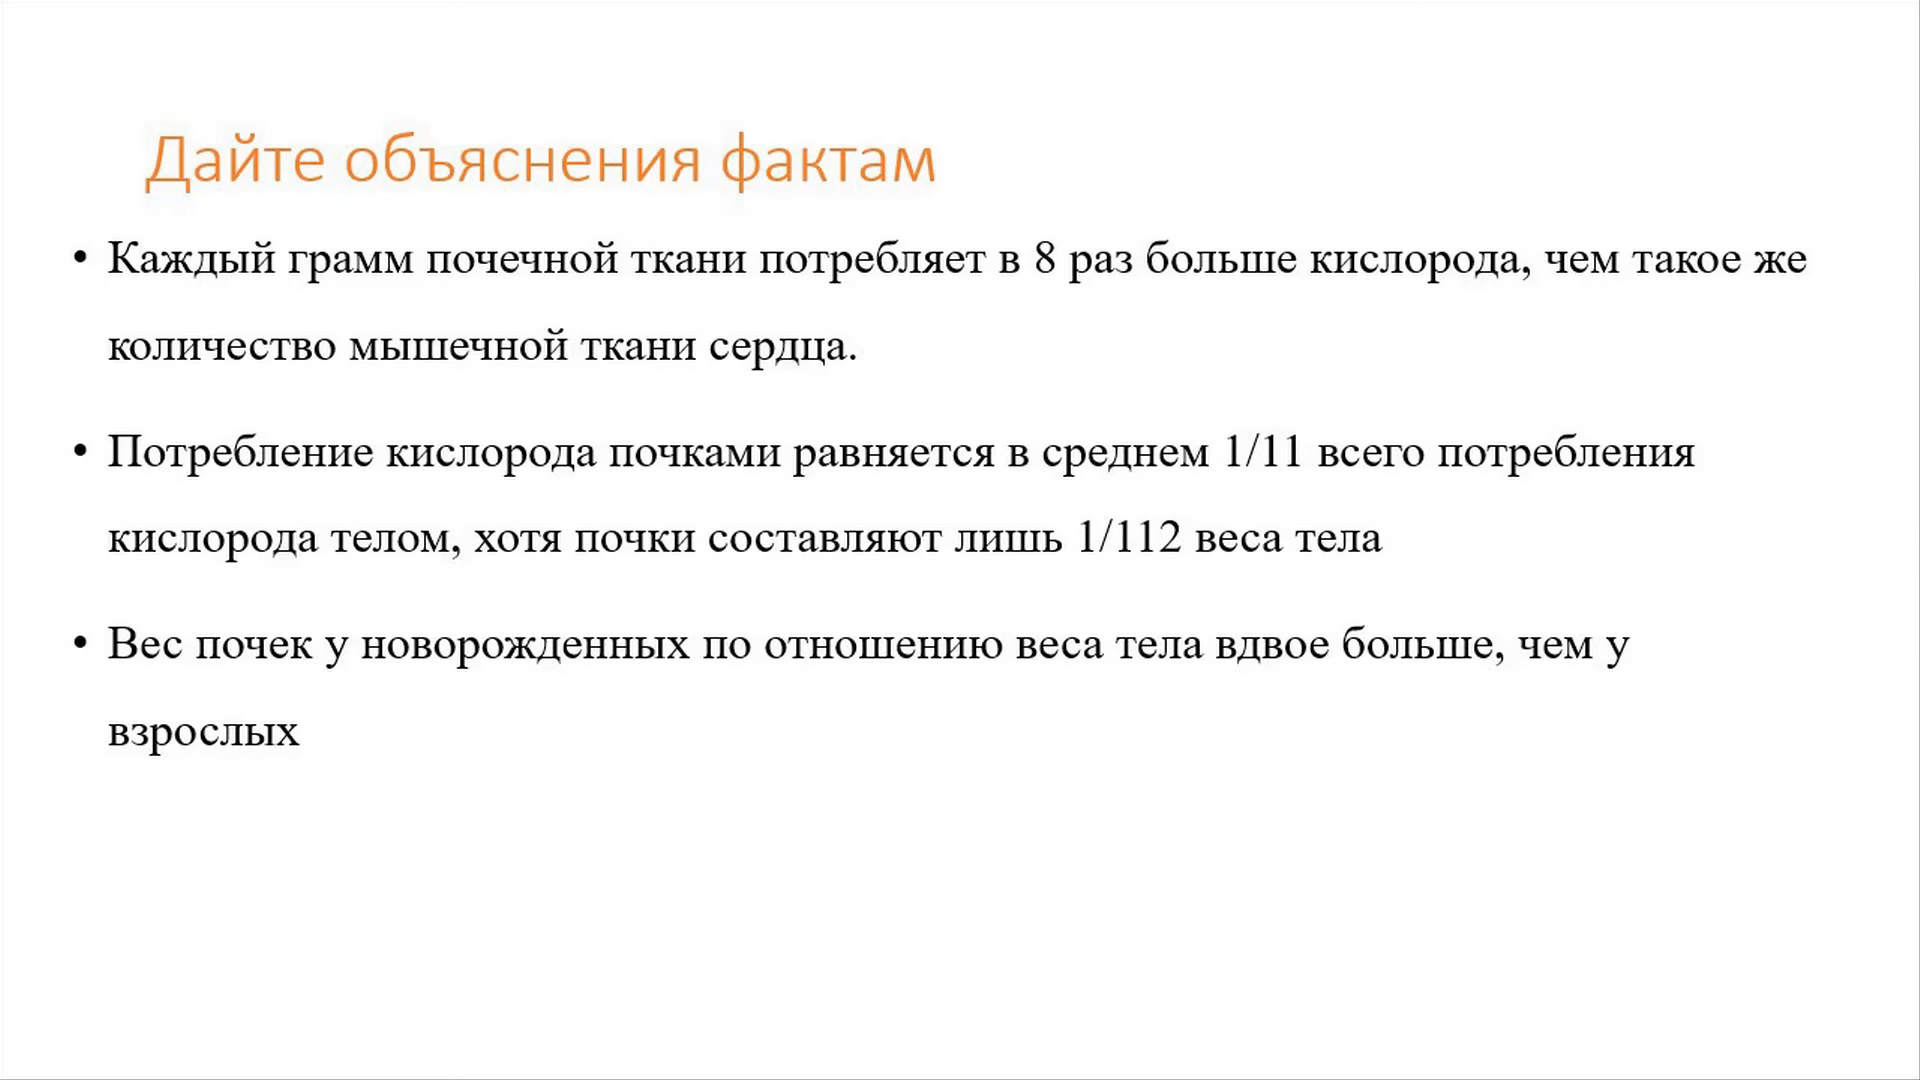 Дайте объяснения фактам
• Каждый грамм почечной ткани потребляет в 8 раз больше кислорода, чем такое же
количество мышечной ткани сердца.
• Потребление кислорода почками равняется в среднем 1/11 всего потребления
кислорода телом, хотя почки составляют лишь 1/112 веса тела
• Вес почек у новорожденных по отношению веса тела вдвое больше, чем у
взрослых